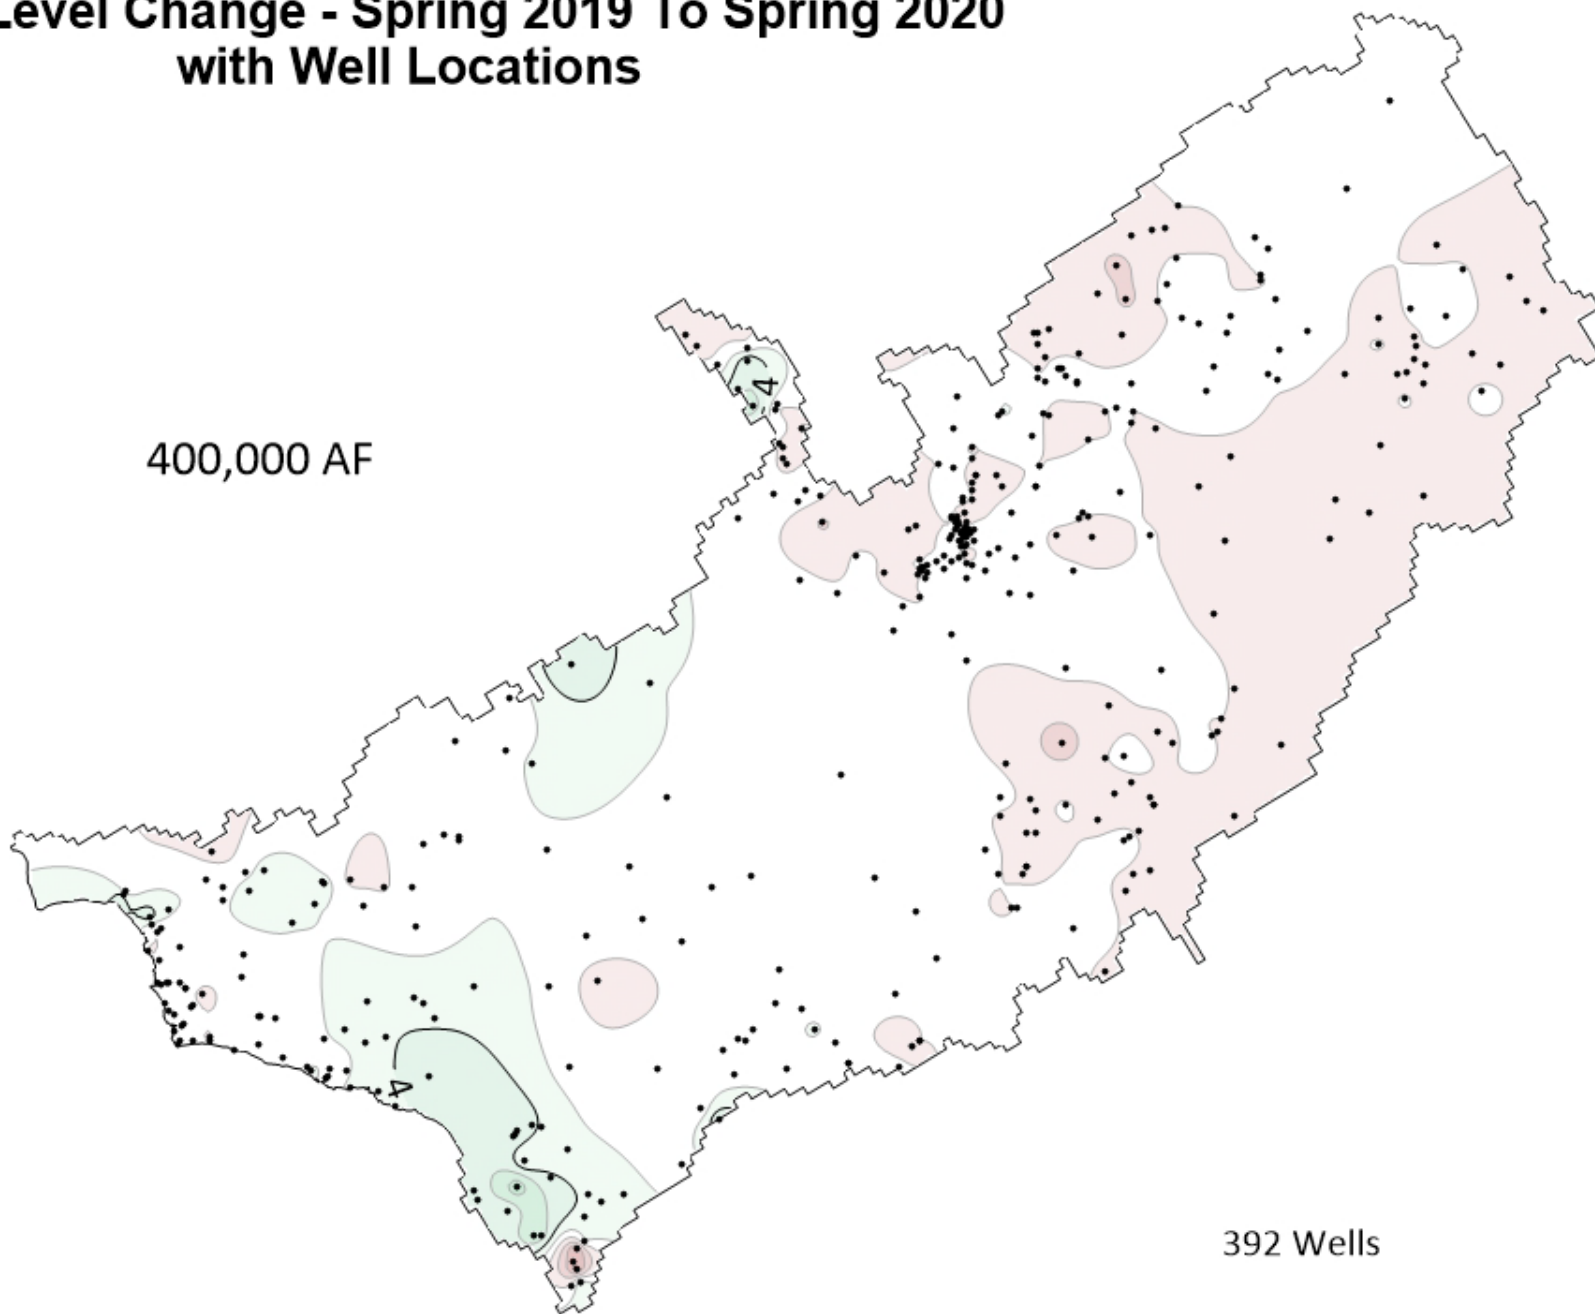 Level Change - Spring 2019 To Spring 2020
with Well Locations
4
400,000 AF
4
392 Wells